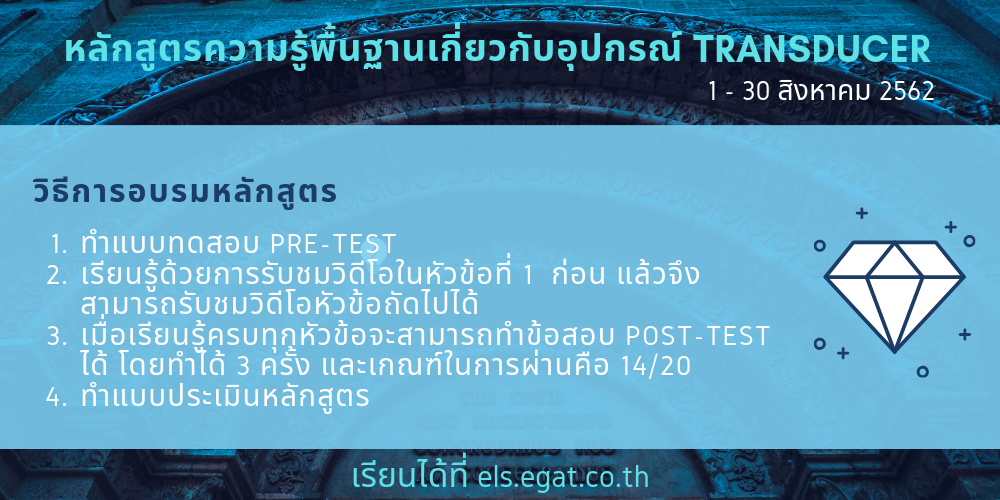 หลักสูตรความรู้พื้นฐานเกี่ยวกับอุปกรณ์ TRANSDUCER
1 - 30 สิงหาคม 2562
วิธีการอบรมหลักสูตร
1. ทำแบบทดสอบ PRE-TEST
2. เรียนรู้ด้วยการรับชมวิดีโอในหัวข้อที่ 1 ก่อน แล้วจึง
สามารถรับชมวิดีโอหัวข้อถัดไปได้
3. เมื่อเรียนรู้ครบทุกหัวข้อจะสามารถทำข้อสอบ POST-TEST
ได้ โดยทำได้ 3 ครั้ง และเกณฑ์ในการผ่านคือ 14/20
4. ทำแบบประเมินหลักสูตร
เรียนได้ที่ els.egat.co.th